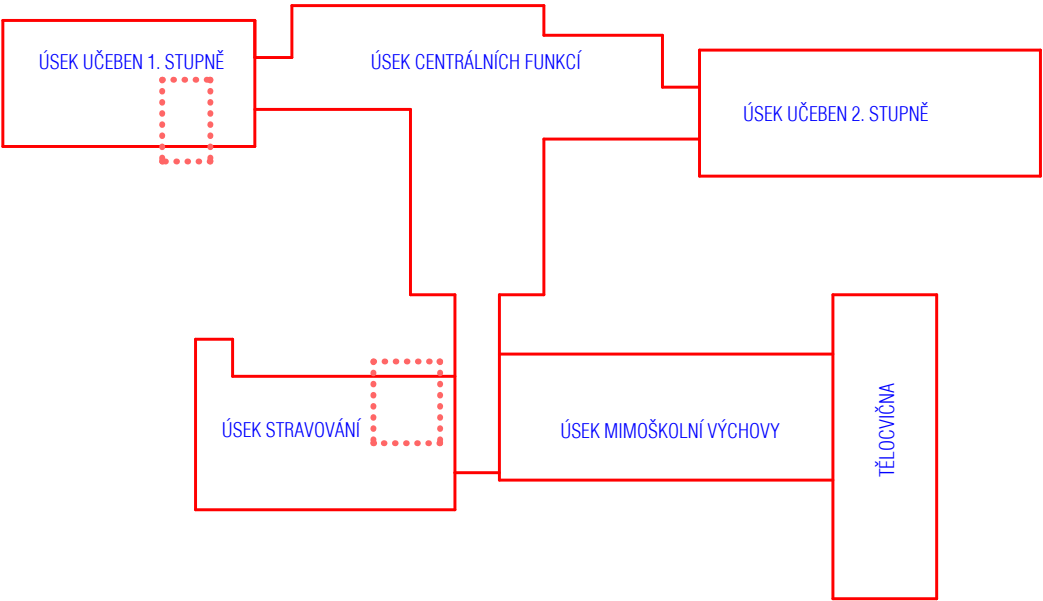 ÚSEK UČEBEN 1. STUPNĚ
ÚSEK CENTRÁLNÍCH FUNKCÍ
ÚSEK UČEBEN 2. STUPNĚ
ÚSEK STRAVOVÁNÍ
ÚSEK MIMOŠKOLNÍ VÝCHOVY
TĚLOCVIČNA